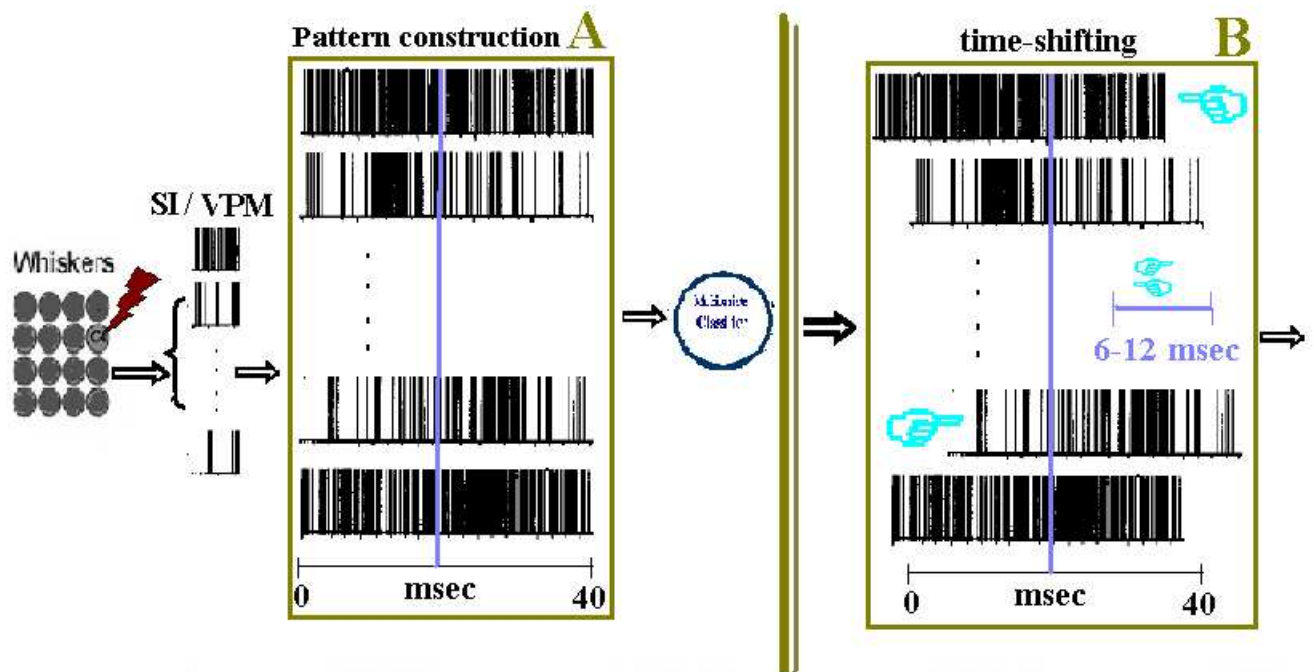 Pattern construction A
time-shifting B
SI / VPM
Whiskers
6-12 msec
0 msec 40
0 msec 40